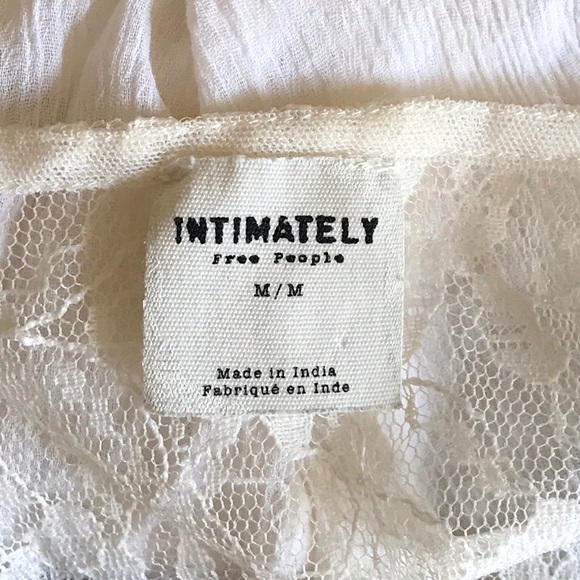 INTIMATELY
Free People
M/M
Made in India
Fabriqué en Inde